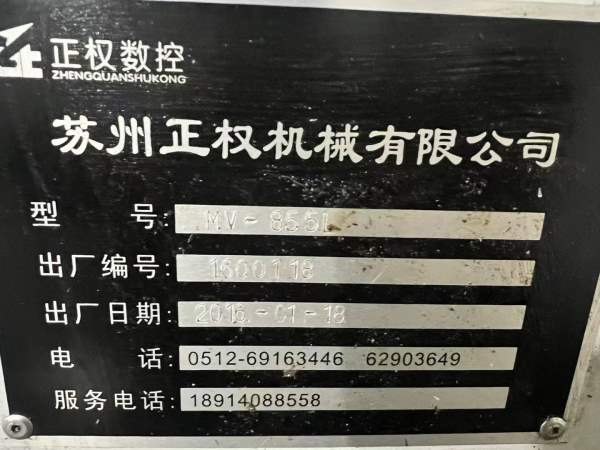 正权数控
ZHENGQUANSHUKONG
苏州正权机械有限公司
型 号: MV-855L
出厂编号: 1600118
出厂日期: 2016-01-18
电 话: 0512-69163446 62903649
服务电话: 18914088558